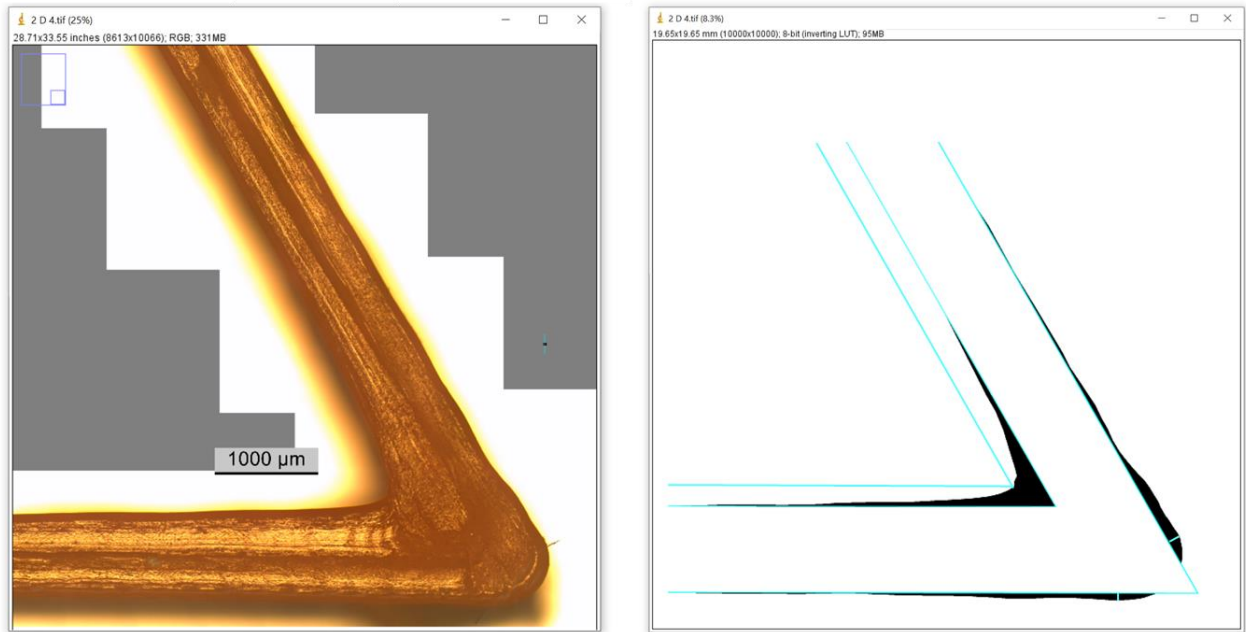 2 D 4.tif (25%)
28.71x33.55 inches (8613x10066); RGB; 331MB
1000 µm
2 D 4.tif (8.3%)
19.65x19.65 mm (10000x10000); 8-bit (inverting LUT); 95MB